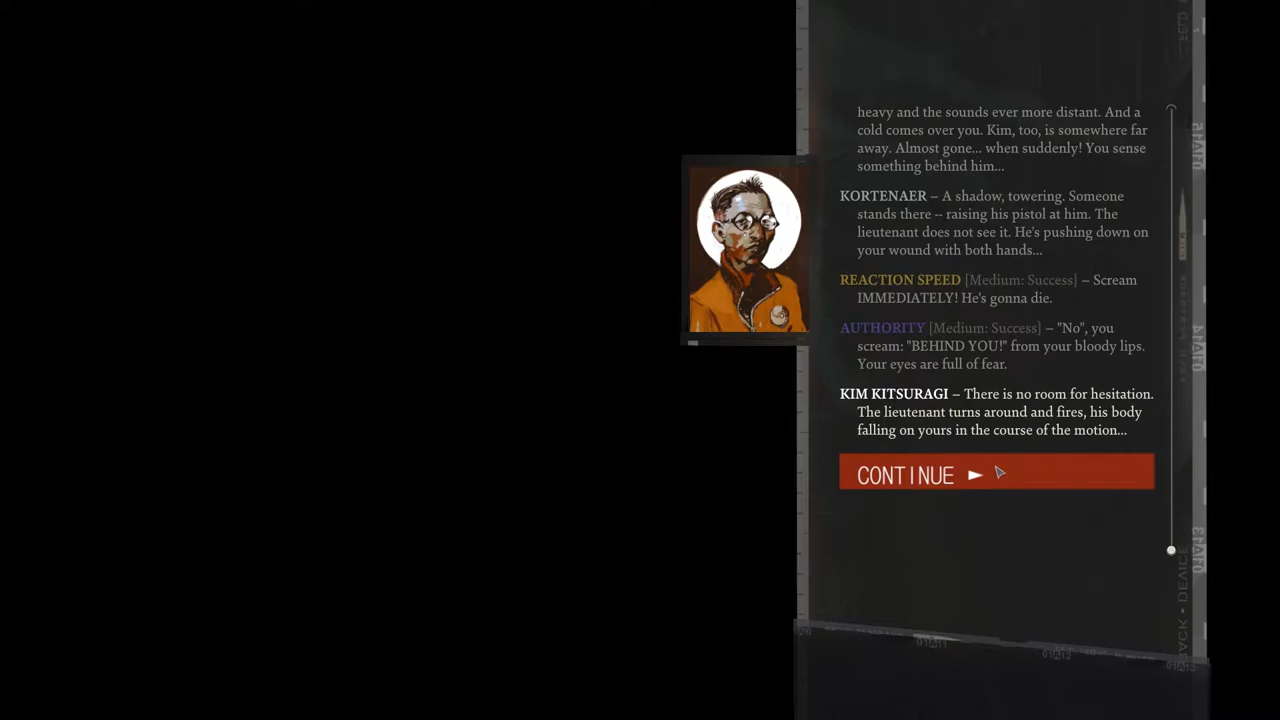 heavy and the sounds ever more distant. And a
cold comes over you. Kim, too, is somewhere far
away. Almost gone... when suddenly! You sense
something behind him...
KORTENAER – A shadow, towering. Someone
stands there -- raising his pistol at him. The
lieutenant does not see it. He's pushing down on
your wound with both hands...
REACTION SPEED [Medium: Success] – Scream
IMMEDIATELY! He's gonna die.
AUTHORITY [Medium: Success] – "No", you
scream: "BEHIND YOU!" from your bloody lips.
Your eyes are full of fear.
KIM KITSURAGI – There is no room for hesitation.
The lieutenant turns around and fires, his body
falling on yours in the course of the motion...
CONTINUE